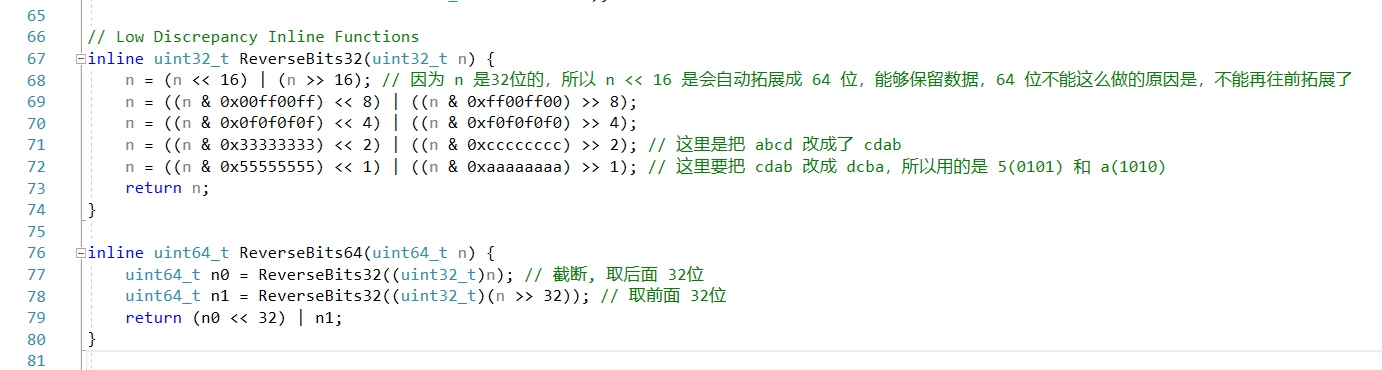 65
66 // Low Discrepancy Inline Functions
67 inline uint32_t ReverseBits32(uint32_t n) {
68 n = (n << 16) | (n >> 16); // 因为 n 是32位的，所以 n << 16 是会自动拓展成 64 位，能够保留数据，64 位不能这么做的原因是，不能再往前拓展了
69 n = ((n & 0x00ff00ff) << 8) | ((n & 0xff00ff00) >> 8);
70 n = ((n & 0x0f0f0f0f) << 4) | ((n & 0xf0f0f0f0) >> 4);
71 n = ((n & 0x33333333) << 2) | ((n & 0xcccccccc) >> 2); // 这里是把 abcd 改成了 cdab
72 n = ((n & 0x55555555) << 1) | ((n & 0xaaaaaaaa) >> 1); // 这里要把 cdab 改成 dcba，所以用的是 5(0101) 和 a(1010)
73 return n;
74 }
75
76 inline uint64_t ReverseBits64(uint64_t n) {
77 uint64_t n0 = ReverseBits32((uint32_t)n); // 截断, 取后面 32位
78 uint64_t n1 = ReverseBits32((uint32_t)(n >> 32)); // 取前面 32位
79 return (n0 << 32) | n1;
80 }
81